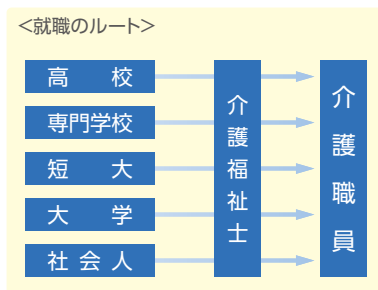 <就職のルート>
高校
専門学校
短大
大学
社会人
介護福祉士
介護職員